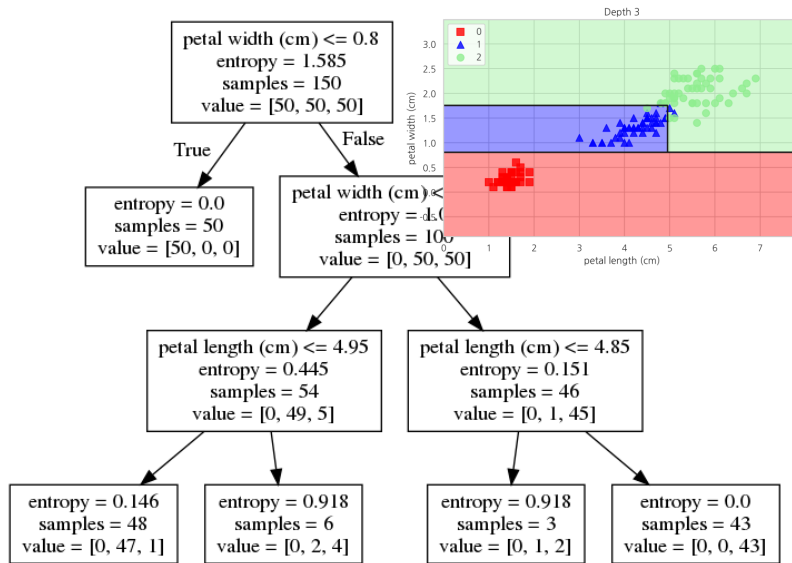 petal width (cm) <= 0.8
entropy = 1.585
samples = 150
value = [50, 50, 50]
True
False
entropy = 0.0
samples = 50
value = [50, 0, 0]
petal width (cm) <=
entropy = 1.0
samples = 100
value = [0, 50, 50]
petal length (cm) <= 4.95
entropy = 0.445
samples = 54
value = [0, 49, 5]
petal length (cm) <= 4.85
entropy = 0.151
samples = 46
value = [0, 1, 45]
entropy = 0.146
samples = 48
value = [0, 47, 1]
entropy = 0.918
samples = 6
value = [0, 2, 4]
entropy = 0.918
samples = 3
value = [0, 1, 2]
entropy = 0.0
samples = 43
value = [0, 0, 43]
Depth 3
0
1
2
3.0
2.5
2.0
1.5
1.0
0.5
petal width (cm)
0
1
2
3
4
5
6
7
petal length (cm)